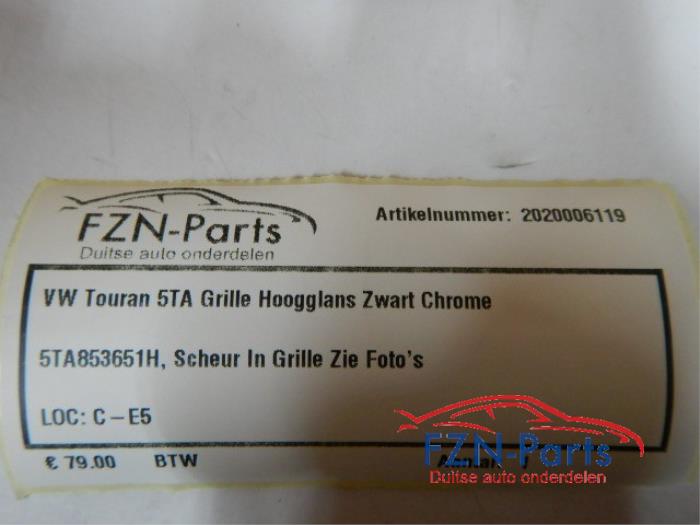 FZN-Parts
Duitse auto onderdelen
Artikelnummer: 2020006119
VW Touran 5TA Grille Hoogglans Zwart Chrome
5TA853651H, Scheur In Grille Zie Foto's
LOC: C-E5
€ 79.00 BTW
FZN-Parts
Duitse auto onderdelen